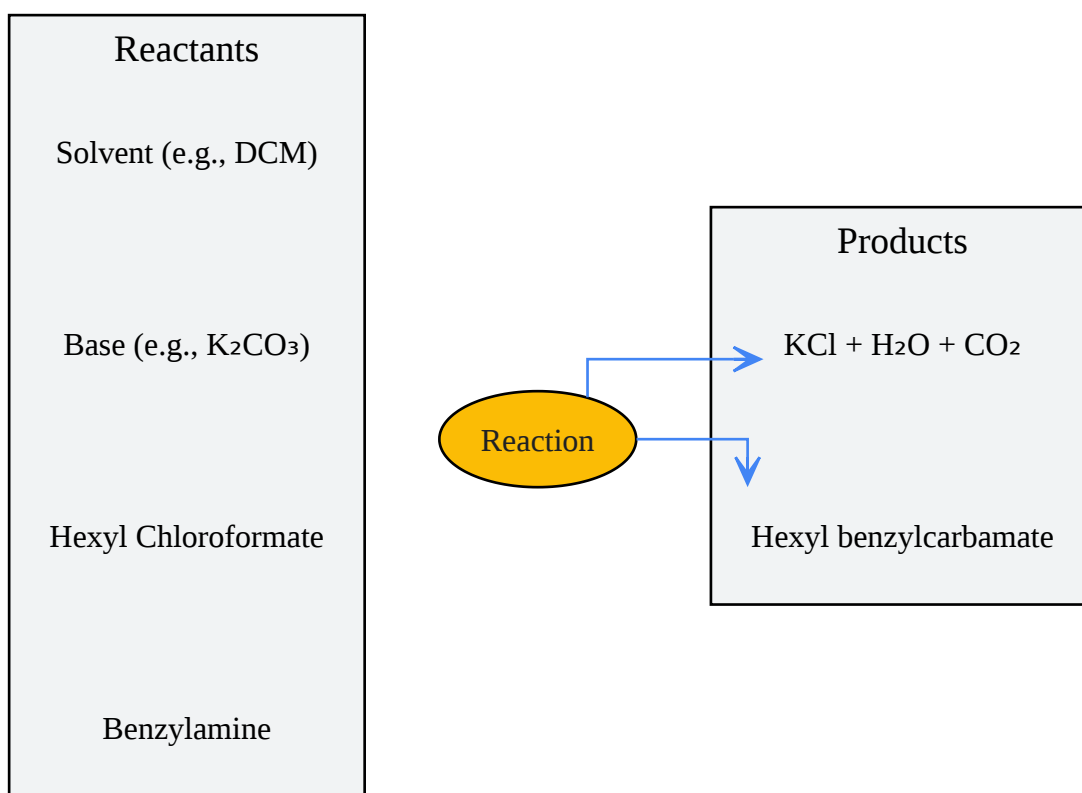 Reactants
Solvent (e.g., DCM)
Base (e.g., K₂CO₃)
Hexyl Chloroformate
Benzylamine
Reaction
Products
KCl + H₂O + CO₂
Hexyl benzylcarbamate